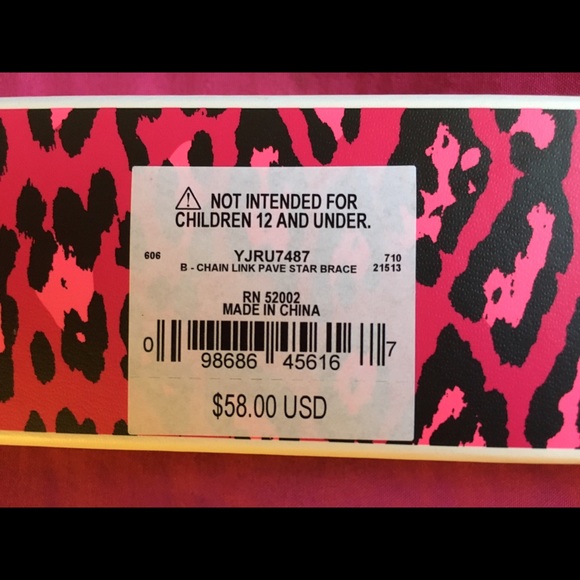 ⚠ NOT INTENDED FOR
CHILDREN 12 AND UNDER.
606 YJRU7487 710
B - CHAIN LINK PAVE STAR BRACE 21513
RN 52002
MADE IN CHINA
0 98686 45616 7
$58.00 USD